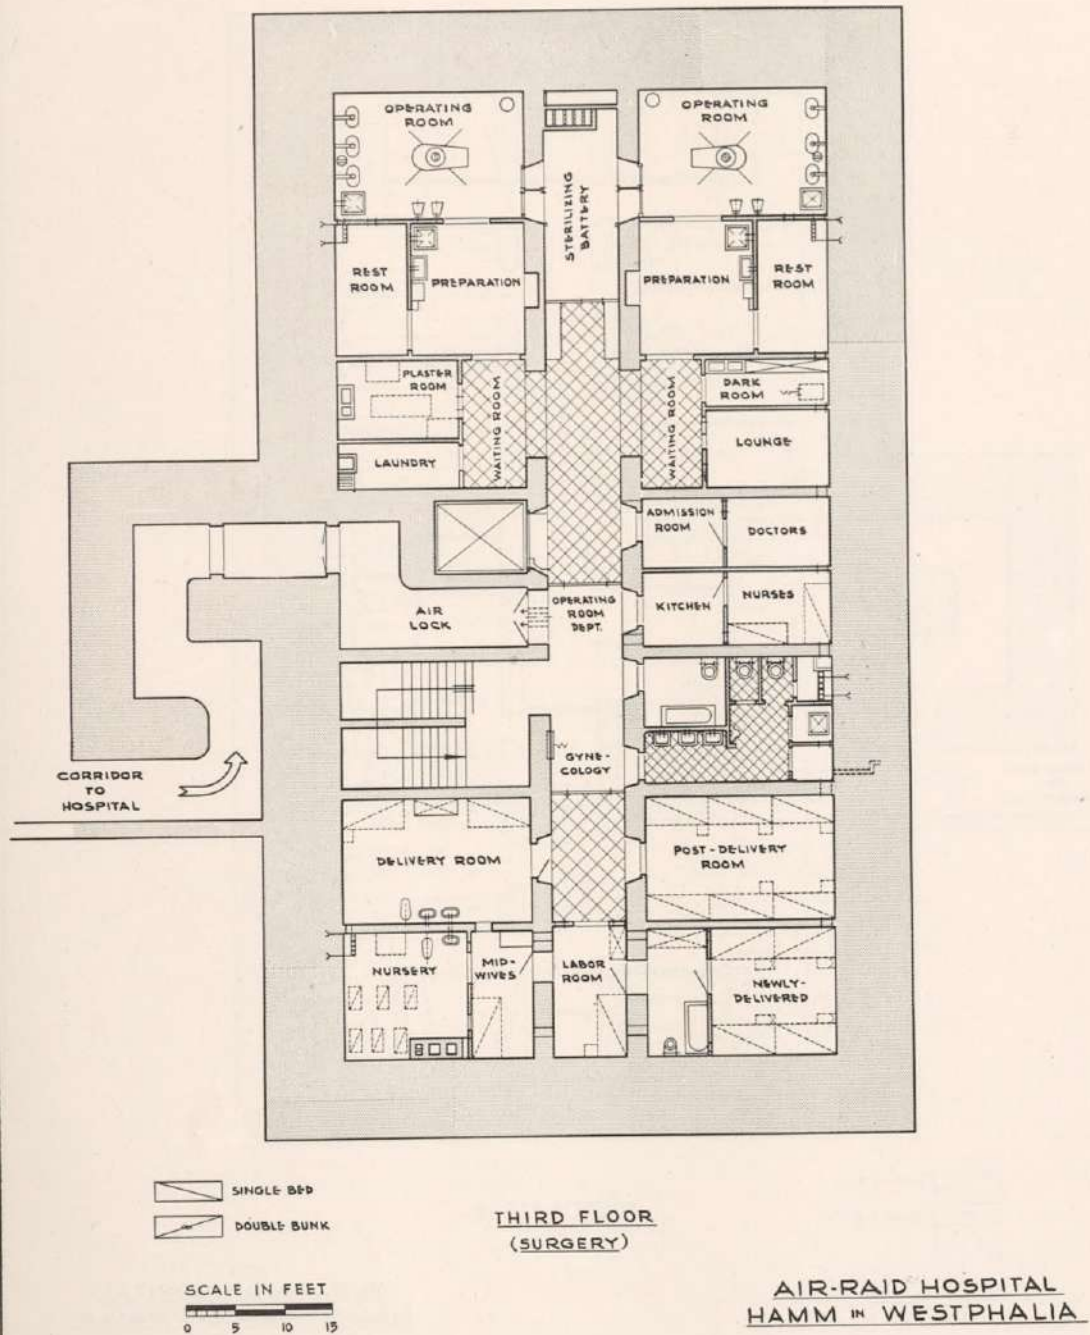 OPERATING
ROOM
OPERATING
ROOM
STERILIZING
BATTERY
REST
ROOM
PREPARATION
PREPARATION
REST
ROOM
PLASTER
ROOM
WAITING ROOM
WAITING ROOM
DARK
ROOM
LAUNDRY
LOUNGE
ADMISSION
ROOM
DOCTORS
AIR
LOCK
OPERATING
ROOM
DEPT.
KITCHEN
NURSES
CORRIDOR
TO
HOSPITAL
GYNE-
COLOGY
DELIVERY ROOM
POST-DELIVERY
ROOM
NURSERY
MID-
WIVES
LABOR
ROOM
NEWLY-
DELIVERED
SINGLE BED
DOUBLE BUNK
THIRD FLOOR
(SURGERY)
SCALE IN FEET
0 5 10 15
AIR-RAID HOSPITAL
HAMM IN WESTPHALIA